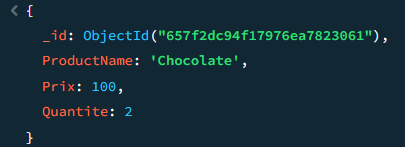 {
_id: ObjectId("657f2dc94f17976ea7823061"),
ProductName: 'Chocolate',
Prix: 100,
Quantite: 2
}